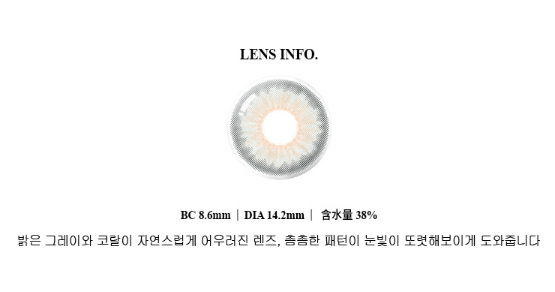 LENS INFO.
BC 8.6mm | DIA 14.2mm | 含水量 38%
밝은 그레이와 코랄이 자연스럽게 어우러진 렌즈, 촘촘한 패턴이 눈빛이 또렷해보이게 도와줍니다